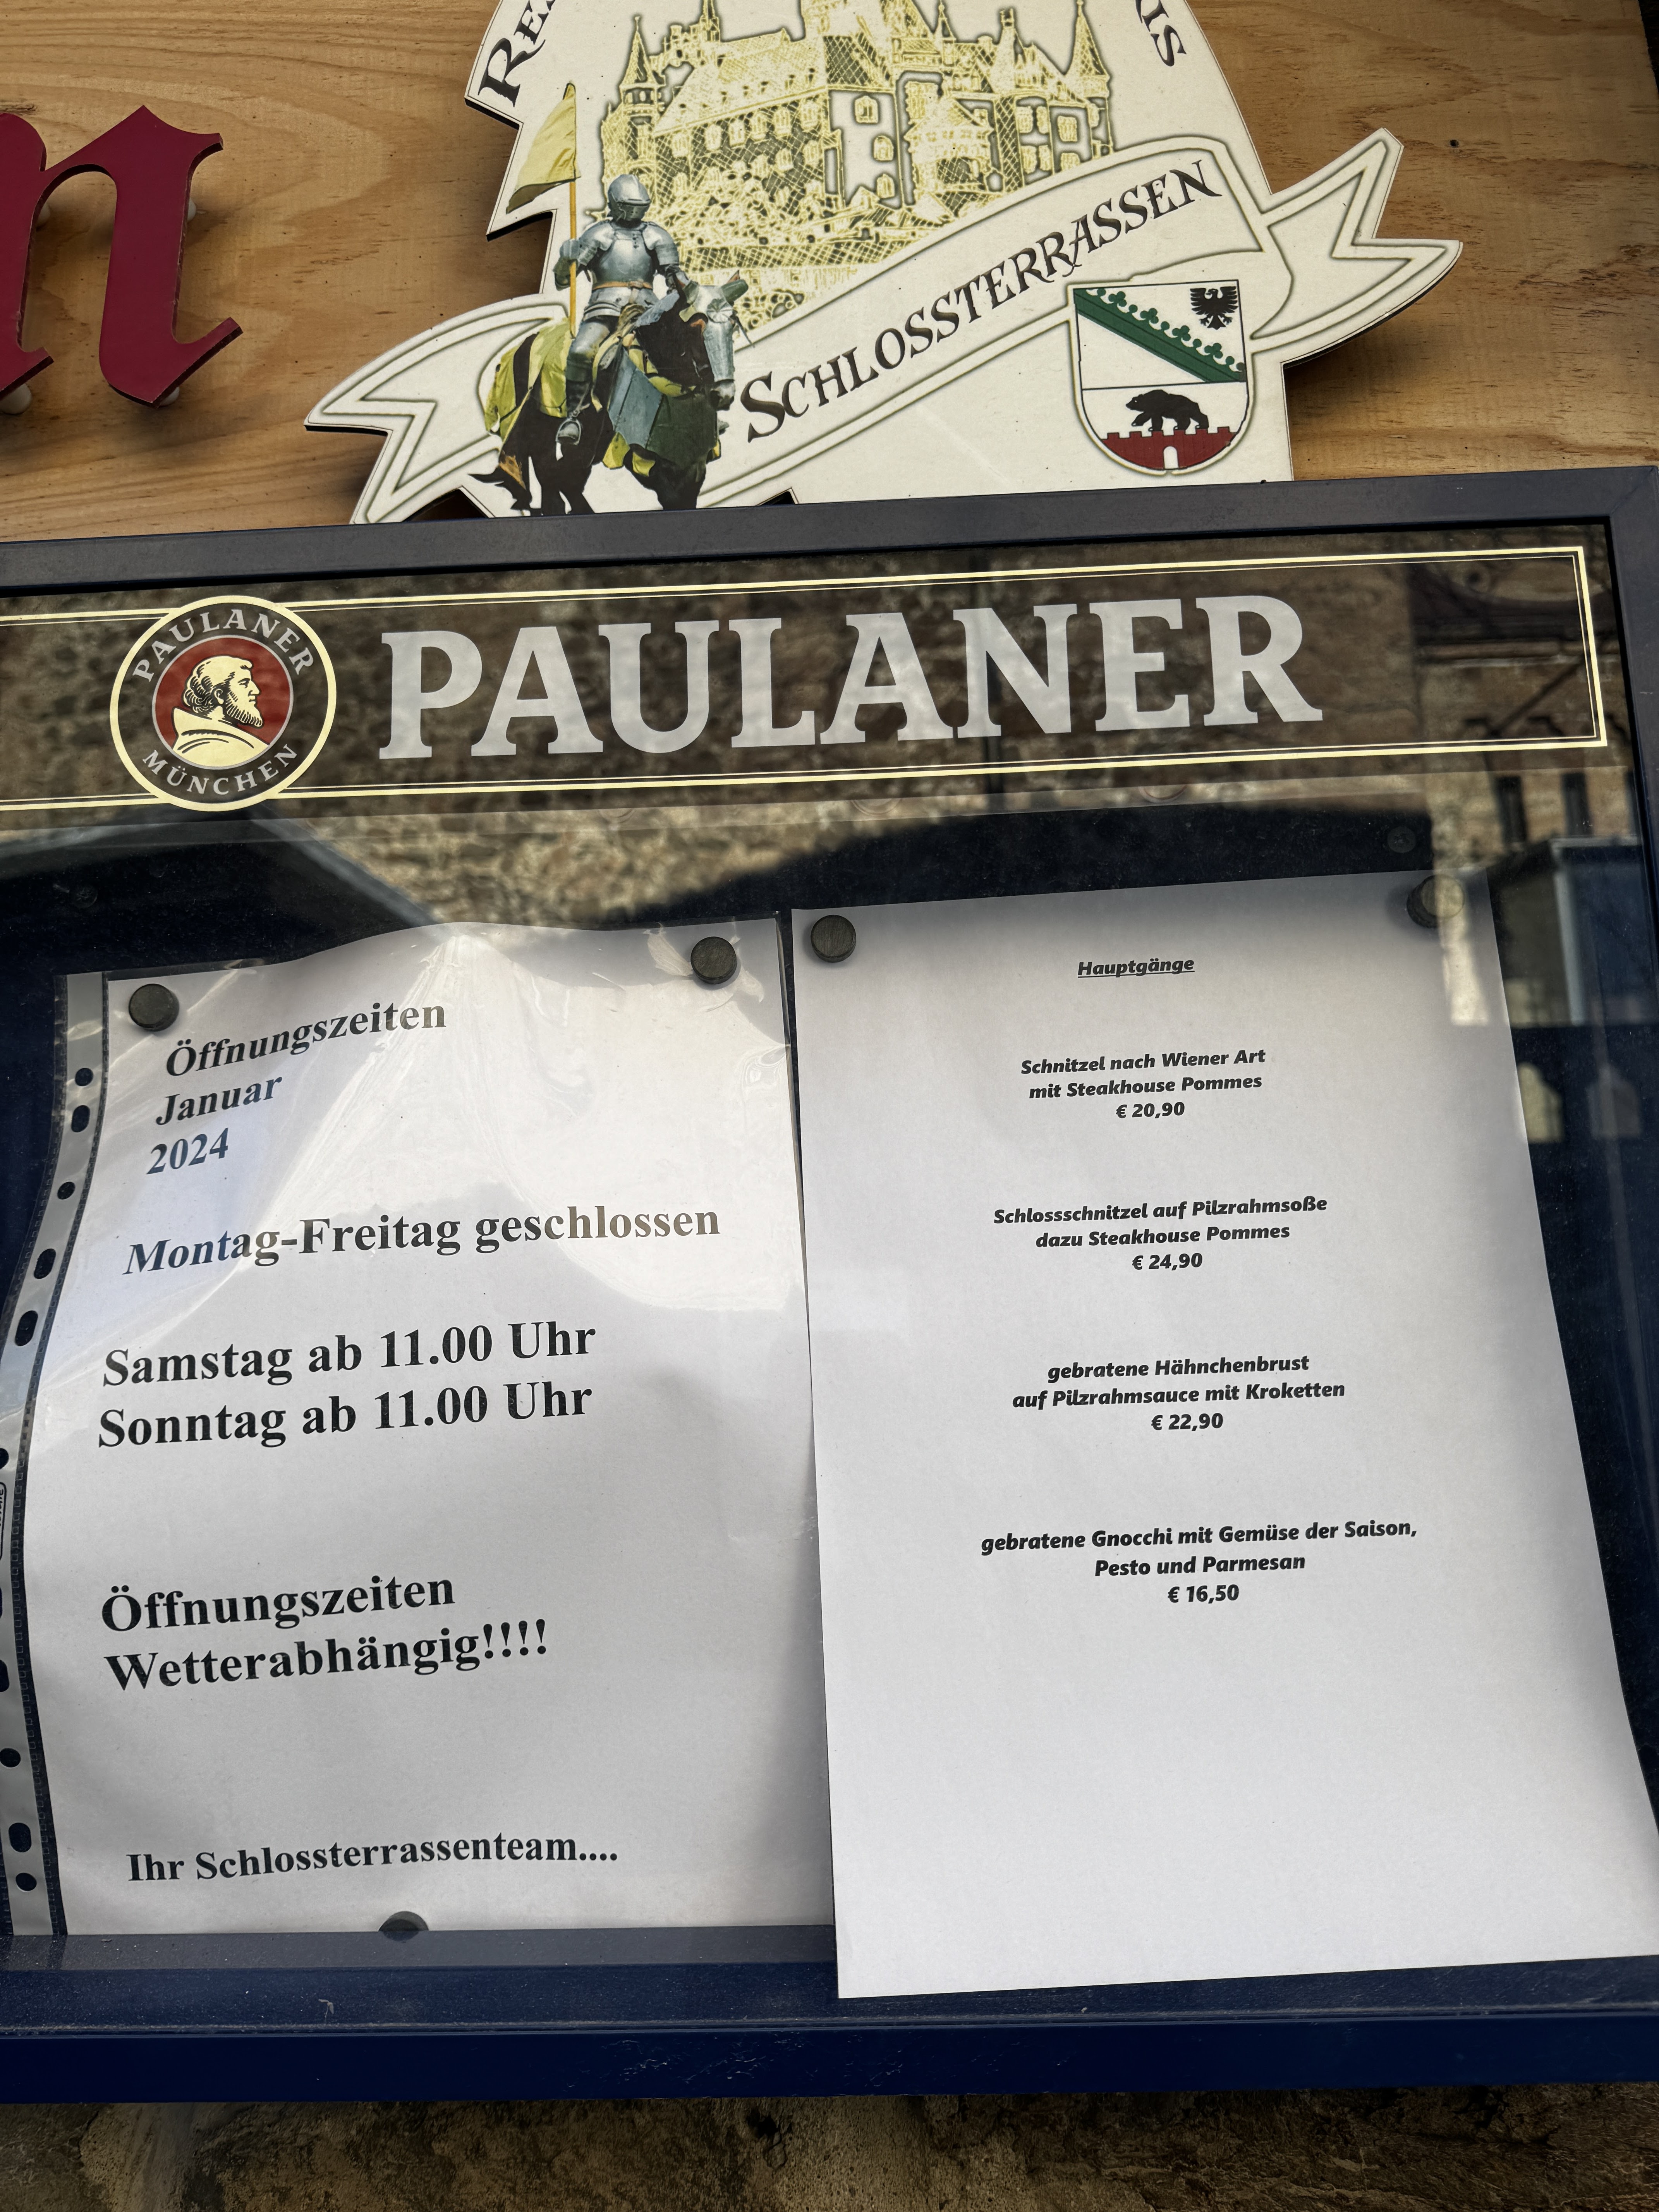 n
SCHLOSSTERRASSEN
PAULANER
MÜNCHEN
PAULANER
Öffnungszeiten
Januar
2024
Montag-Freitag geschlossen
Samstag ab 11.00 Uhr
Sonntag ab 11.00 Uhr
Öffnungszeiten
Wetterabhängig!!!!
Ihr Schlossterrassenteam....
Hauptgänge
Schnitzel nach Wiener Art
mit Steakhouse Pommes
€ 20,90
Schlossschnitzel auf Pilzrahmsoße
dazu Steakhouse Pommes
€ 24,90
gebratene Hähnchenbrust
auf Pilzrahmsauce mit Kroketten
€ 22,90
gebratene Gnocchi mit Gemüse der Saison,
Pesto und Parmesan
€ 16,50